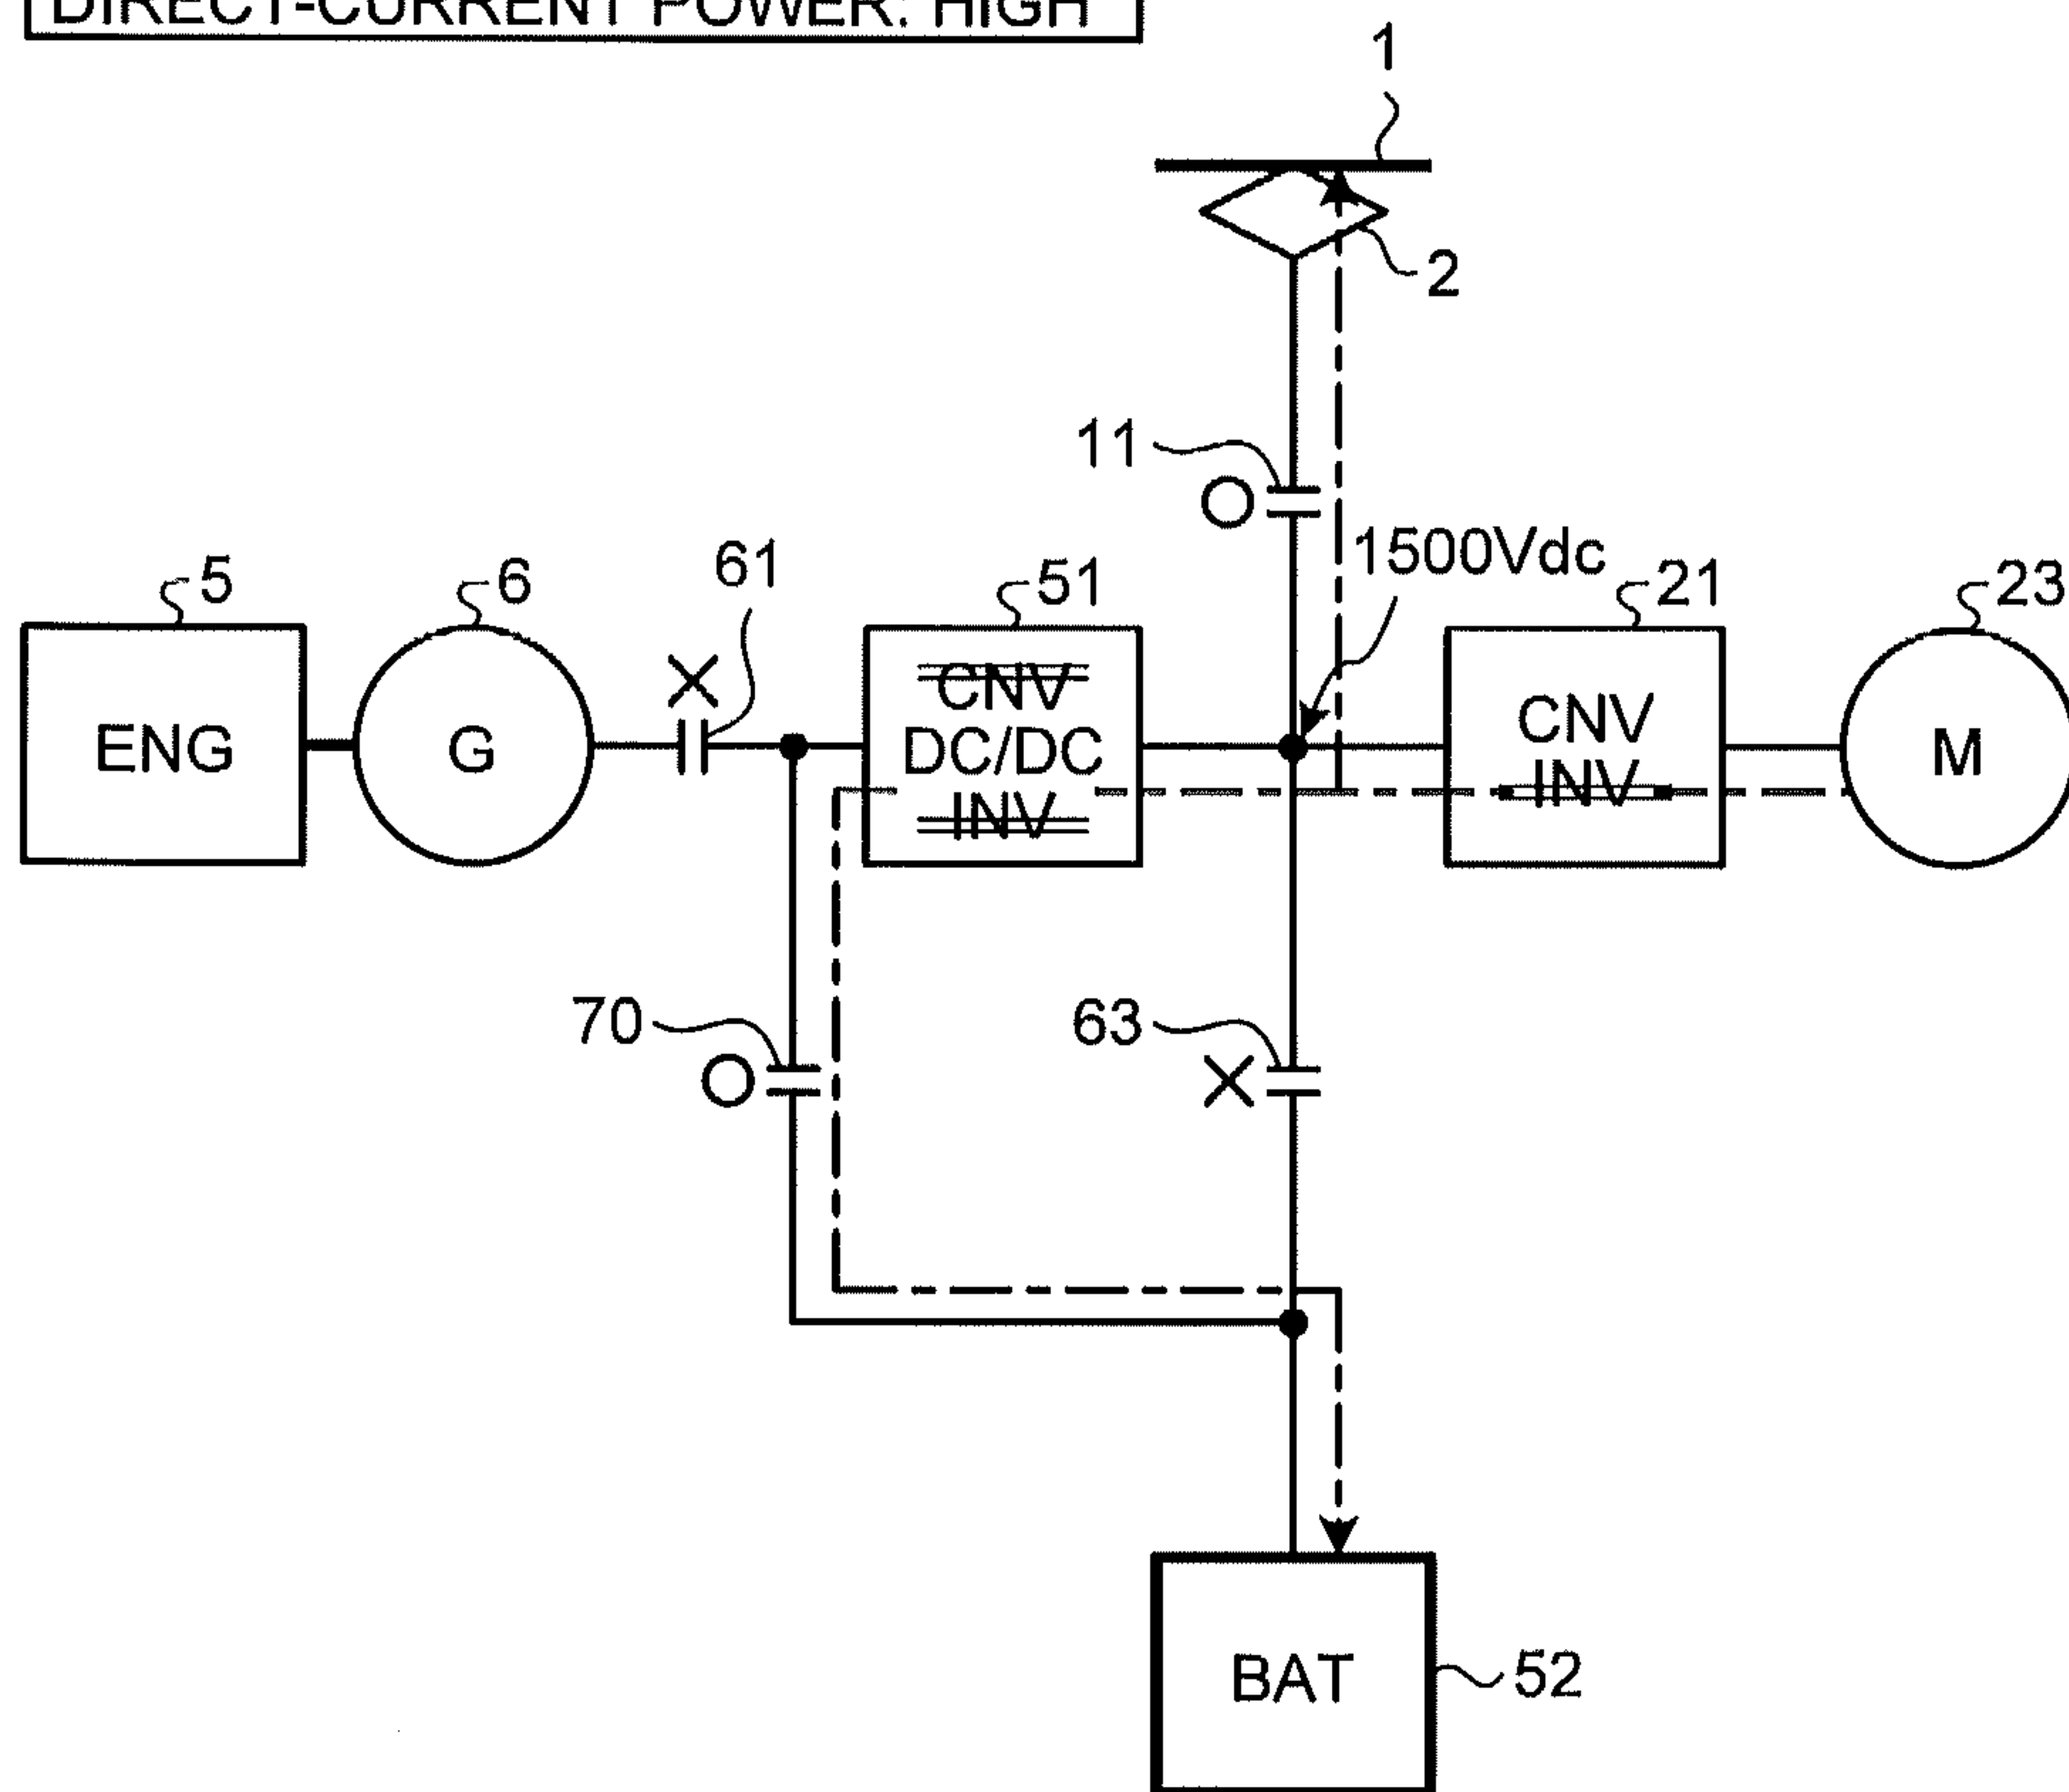 DIRECT-CURRENT POWER: HIGH
1
2
11
1500Vdc
5
6
61
51
21
23
ENG
G
CNV
DC/DC
INV
CNV
INV
M
70
63
BAT
52